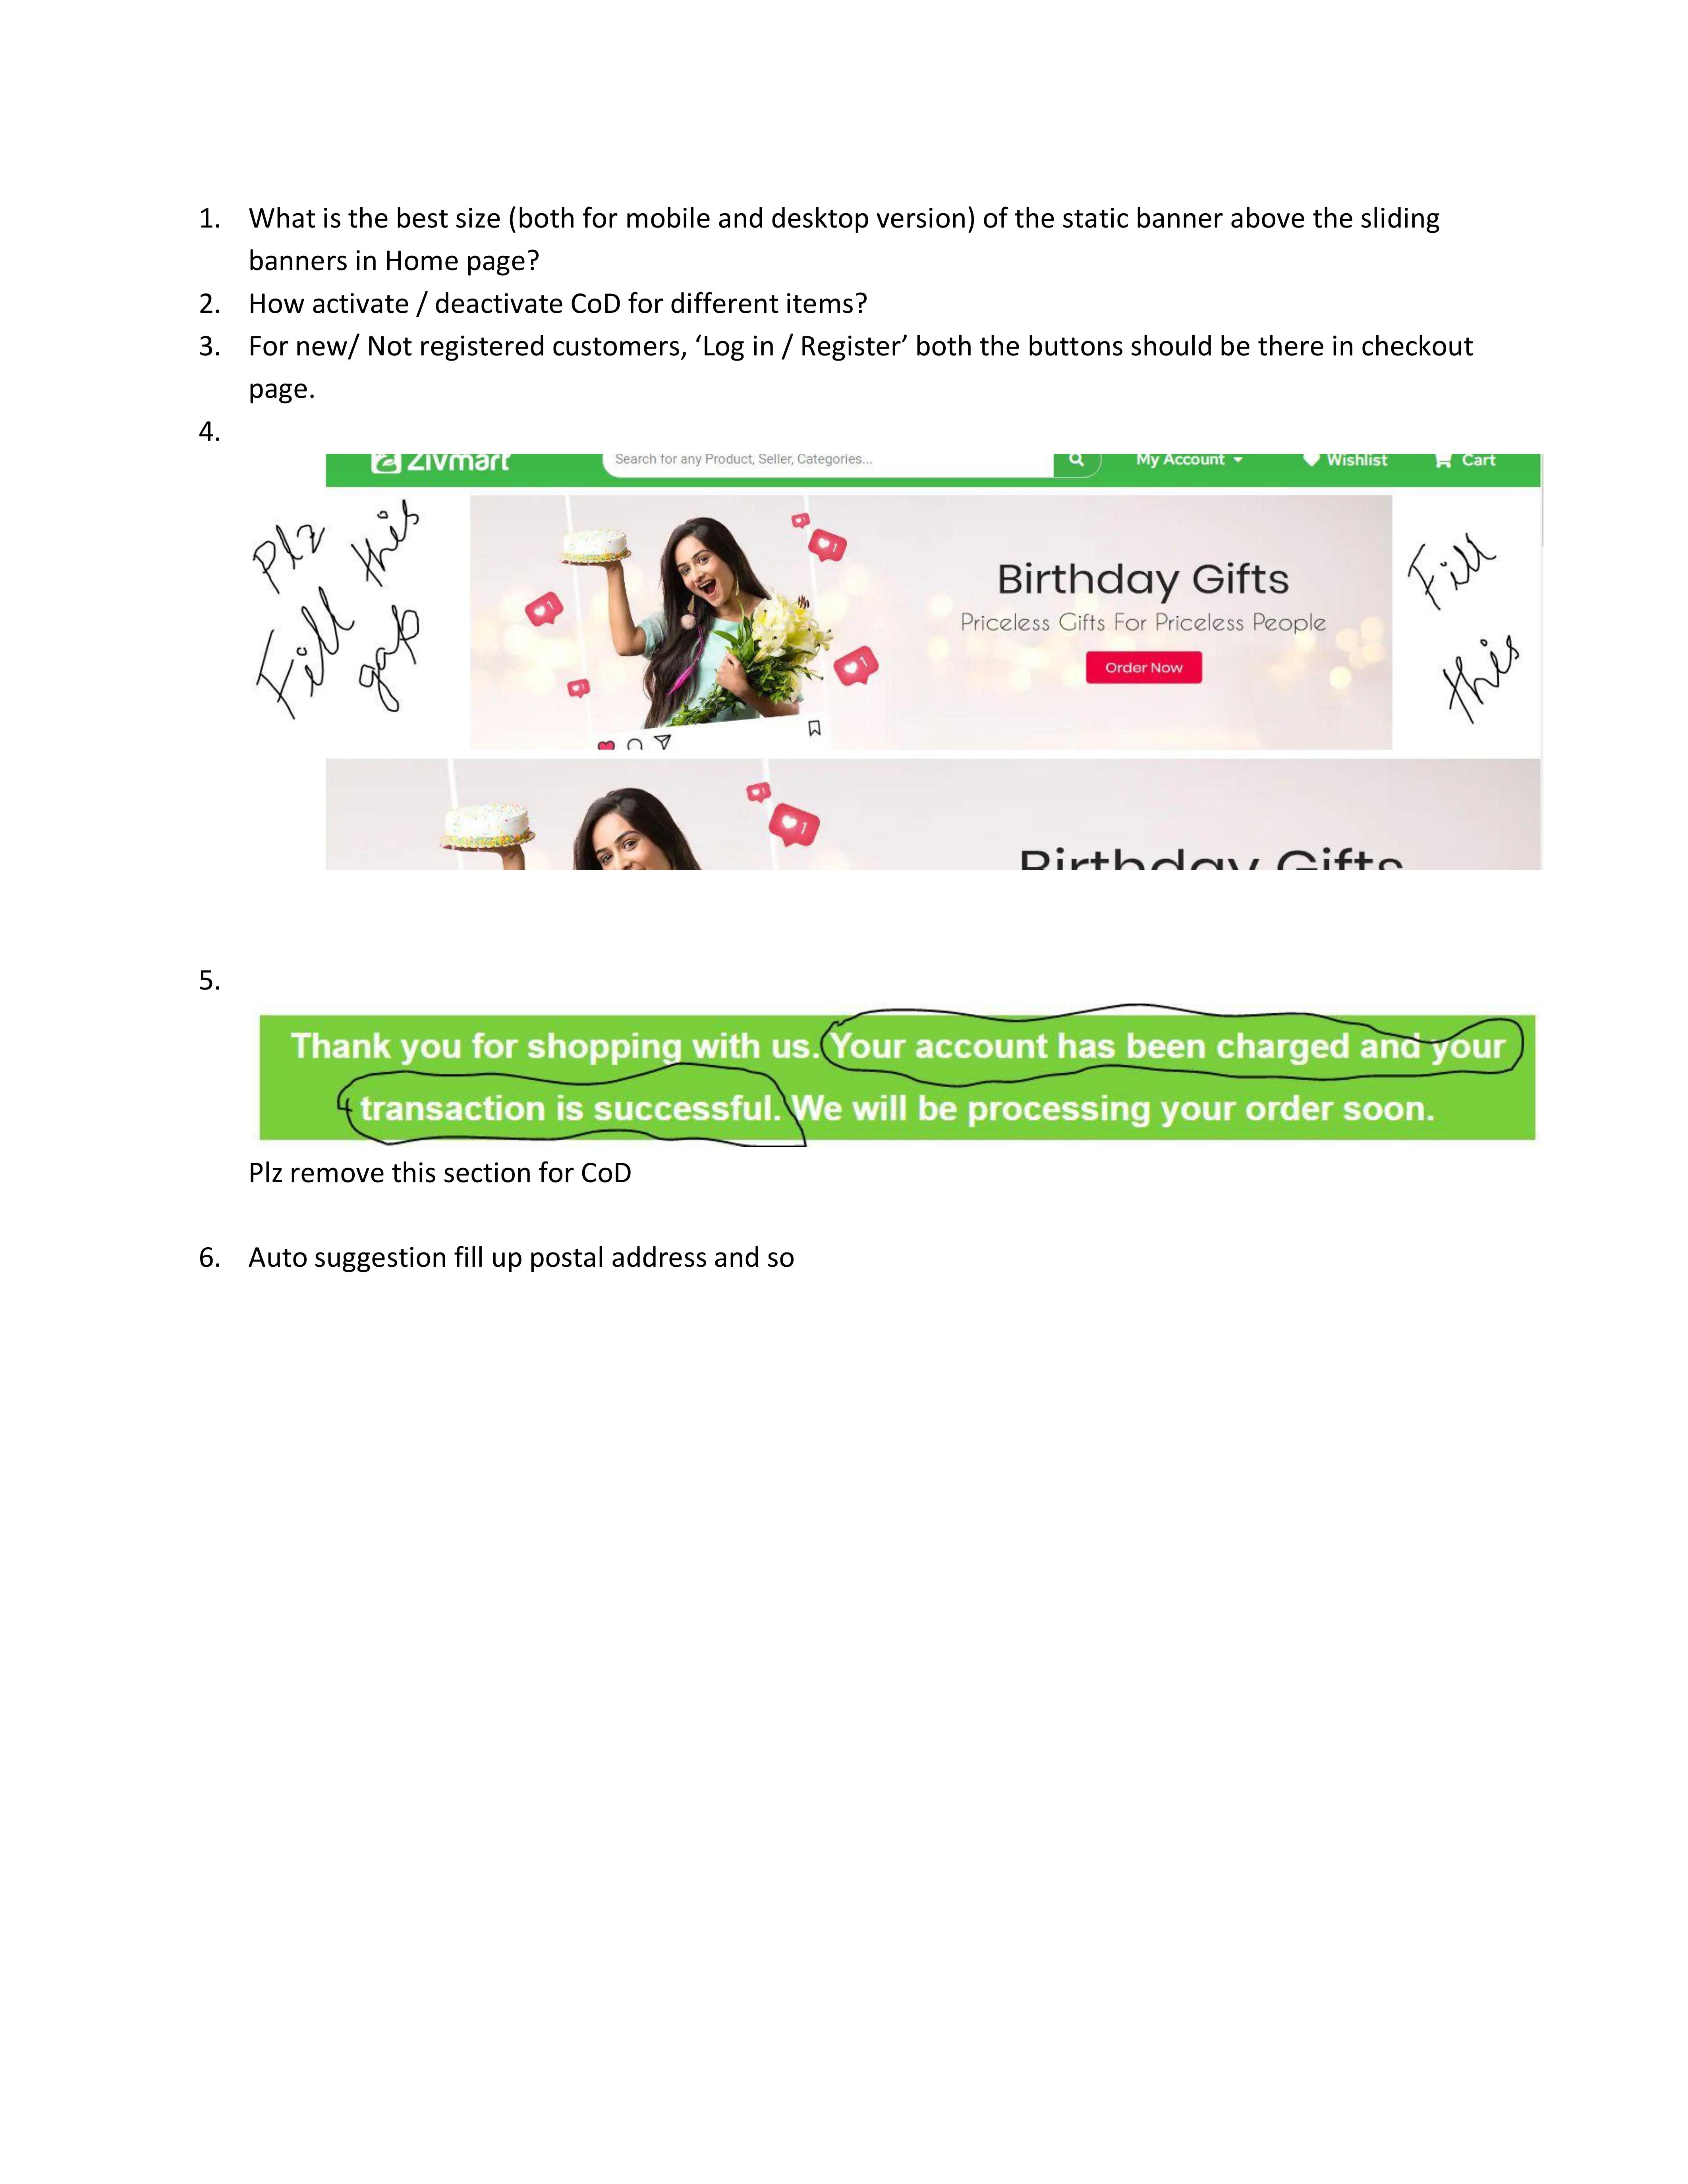 1. What is the best size (both for mobile and desktop version) of the static banner above the sliding
banners in Home page?
2. How activate / deactivate CoD for different items?
3. For new/ Not registered customers, ‘Log in / Register’ both the buttons should be there in checkout
page.
4.
Zivmart Search for any Product, Seller, Categories... My Account Wishlist Cart
Plz
Fill this
gap
Birthday Gifts
Priceless Gifts For Priceless People
Order Now
1
1
1
1
Fill
this
1
1
Birthday Gifts
5.
Thank you for shopping with us. Your account has been charged and your
transaction is successful. We will be processing your order soon.
Plz remove this section for CoD
6. Auto suggestion fill up postal address and so